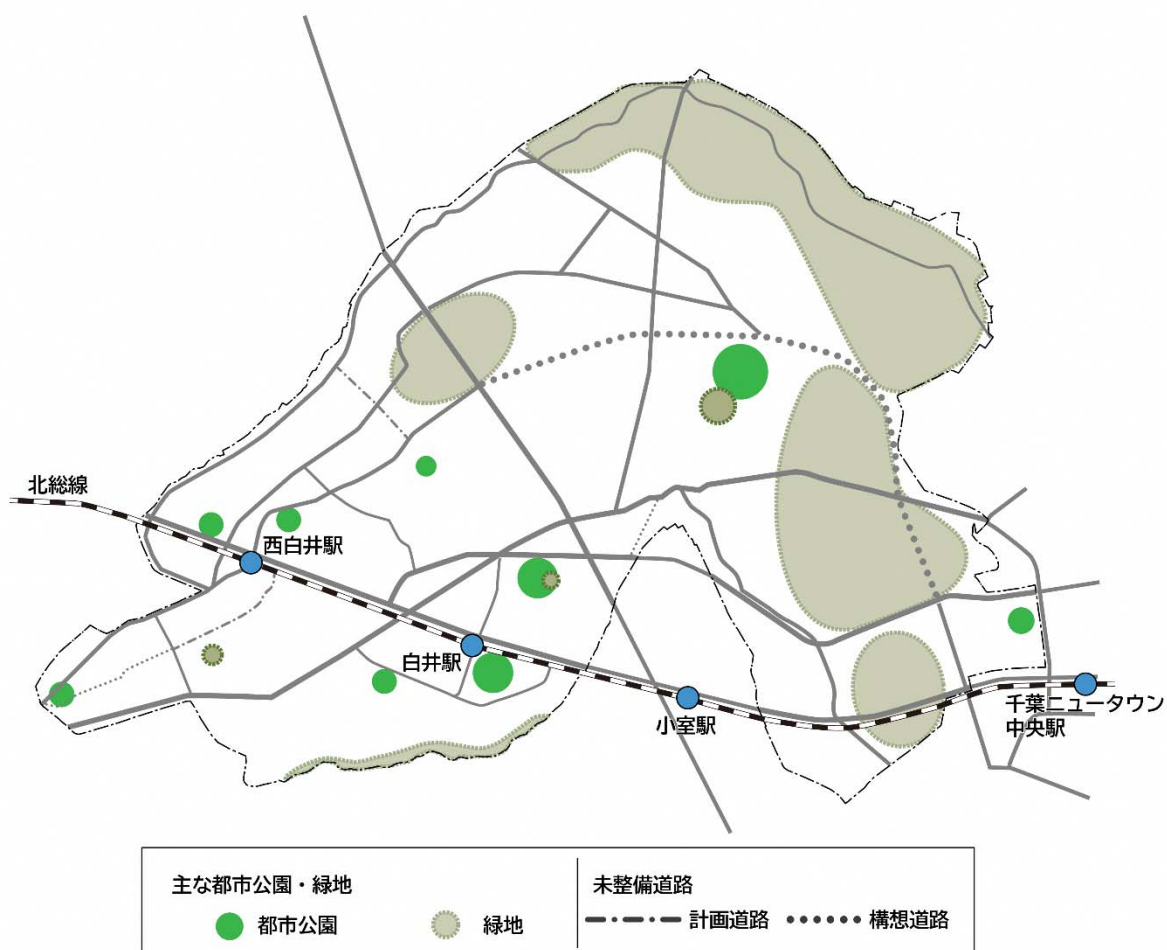 北総線
西白井駅
白井駅
小室駅
千葉ニュータウン
中央駅
主な都市公園・緑地
都市公園
緑地
未整備道路
計画道路
構想道路